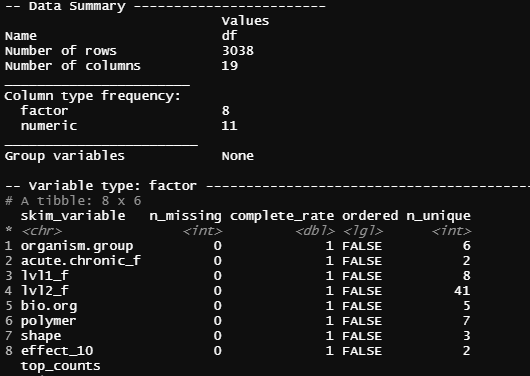 -- Data Summary ------------------------
Values
Name df
Number of rows 3038
Number of columns 19
_______________________
Column type frequency:
factor 8
numeric 11
________________________
Group variables None
-- Variable type: factor ----------------------------------------
# A tibble: 8 x 6
skim_variable n_missing complete_rate ordered n_unique
* <chr> <int> <dbl> <lgl> <int>
1 organism.group 0 1 FALSE 6
2 acute.chronic_f 0 1 FALSE 2
3 lvl1_f 0 1 FALSE 8
4 lvl2_f 0 1 FALSE 41
5 bio.org 0 1 FALSE 5
6 polymer 0 1 FALSE 7
7 shape 0 1 FALSE 3
8 effect_10 0 1 FALSE 2
top_counts